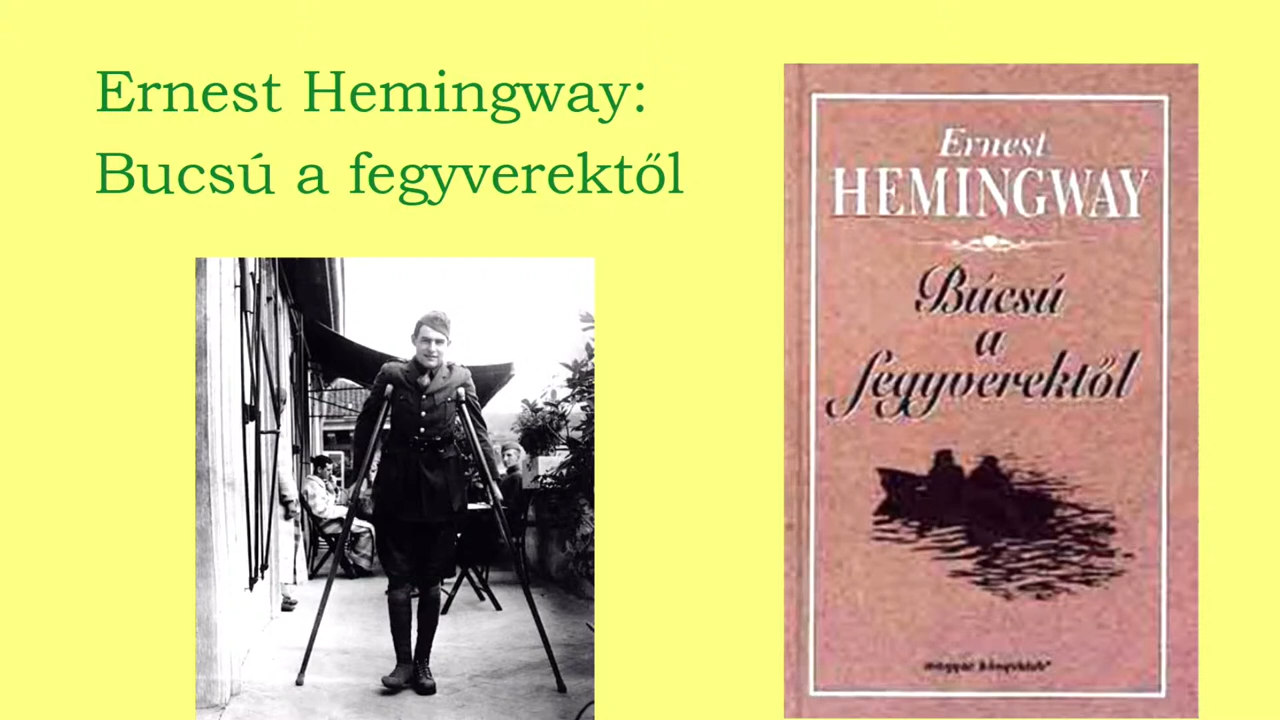 Ernest Hemingway:
Bucsú a fegyverektől
Ernest
HEMINGWAY
Búcsú
a
fegyverektől
magyar könyvklub